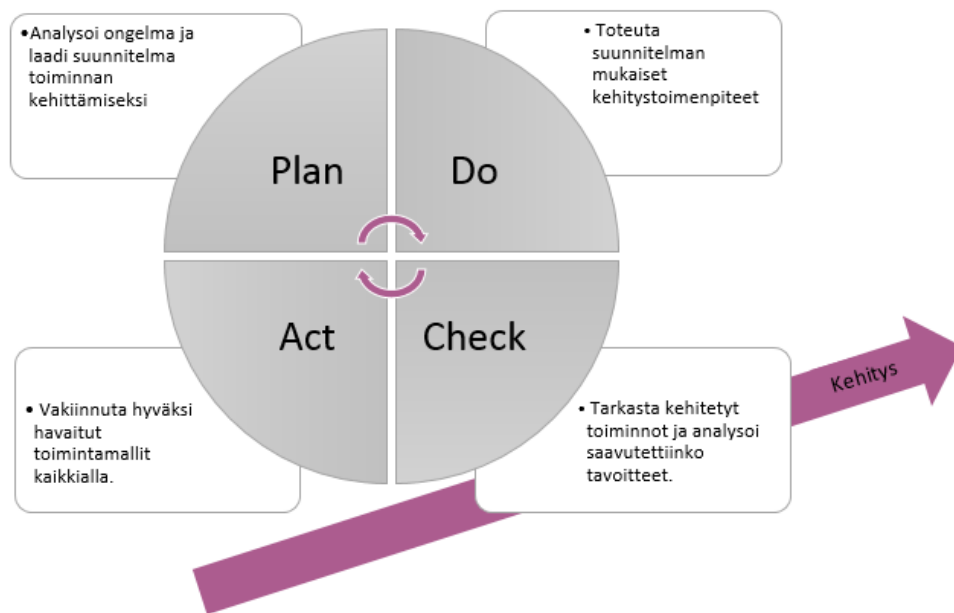 •Analysoi ongelma ja
laadi suunnitelma
toiminnan
kehittämiseksi
• Toteuta
suunnitelman
mukaiset
kehitystoimenpiteet
Plan
Do
Act
Check
• Vakiinnuta hyväksi
havaitut
toimintamallit
kaikkialla.
• Tarkasta kehitetyt
toiminnot ja analysoi
saavutettiinko
tavoitteet.
Kehitys